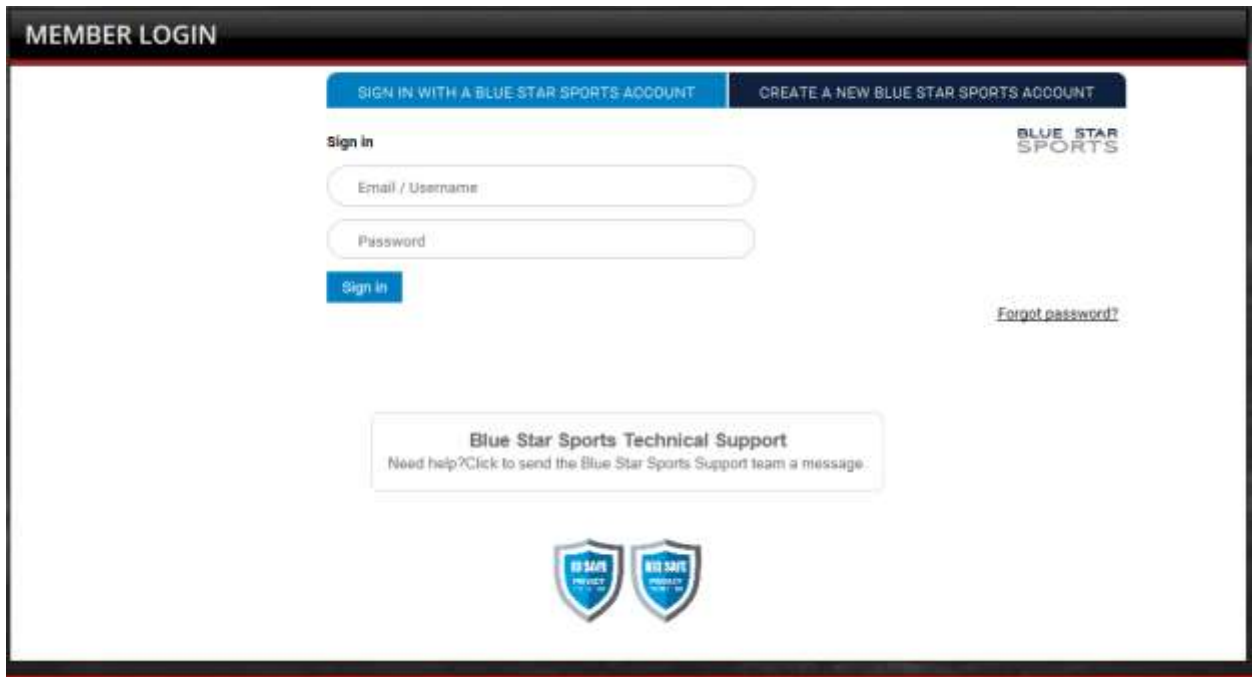 MEMBER LOGIN
SIGN IN WITH A BLUE STAR SPORTS ACCOUNT
CREATE A NEW BLUE STAR SPORTS ACCOUNT
Sign in
BLUE STAR
SPORTS
Email / Username
Password
Sign in
Forgot password?
Blue Star Sports Technical Support
Need help?Click to send the Blue Star Sports Support team a message
PRIVACY
PRIVACY